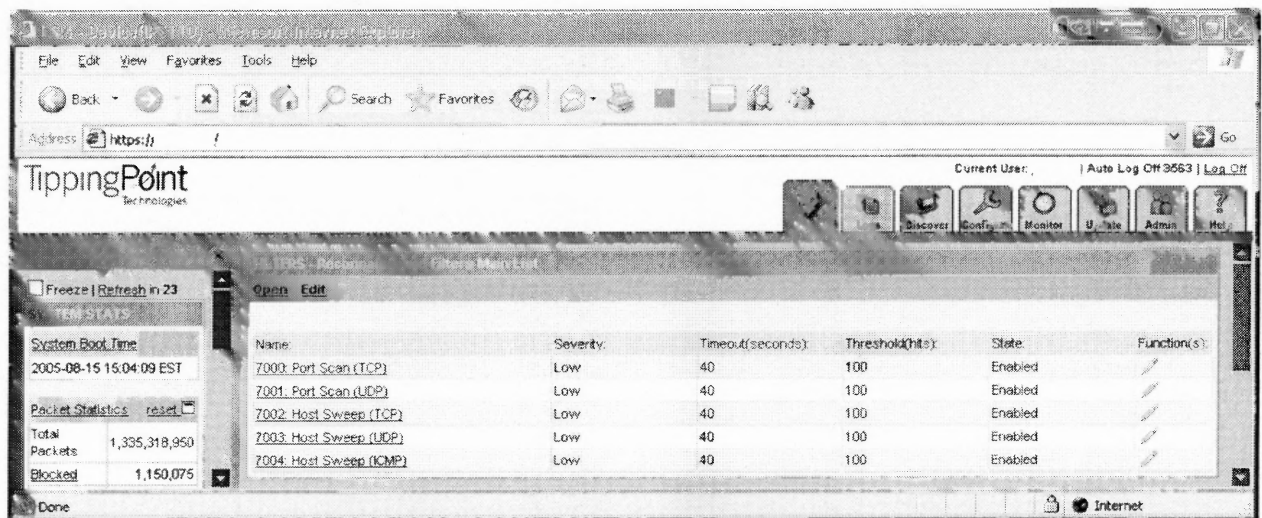 File Edit View Favorites Tools Help
Back Search Favorites
Address https:// / Go
TippingPoint
Technologies
Current User: | Auto Log Off 3563 | Log Off
Discover Configure Monitor Update Admin Help
Freeze | Refresh in 23
SYSTEM STATS
System Boot Time
2005-08-15 15:04:09 EST
Packet Statistics reset
Total Packets 1,335,318,950
Blocked 1,150,075
Open Edit
Name: Severity: Timeout(seconds): Threshold(hits): State: Function(s):
7000: Port Scan (TCP) Low 40 100 Enabled
7001: Port Scan (UDP) Low 40 100 Enabled
7002: Host Sweep (TCP) Low 40 100 Enabled
7003: Host Sweep (UDP) Low 40 100 Enabled
7004: Host Sweep (ICMP) Low 40 100 Enabled
Done Internet